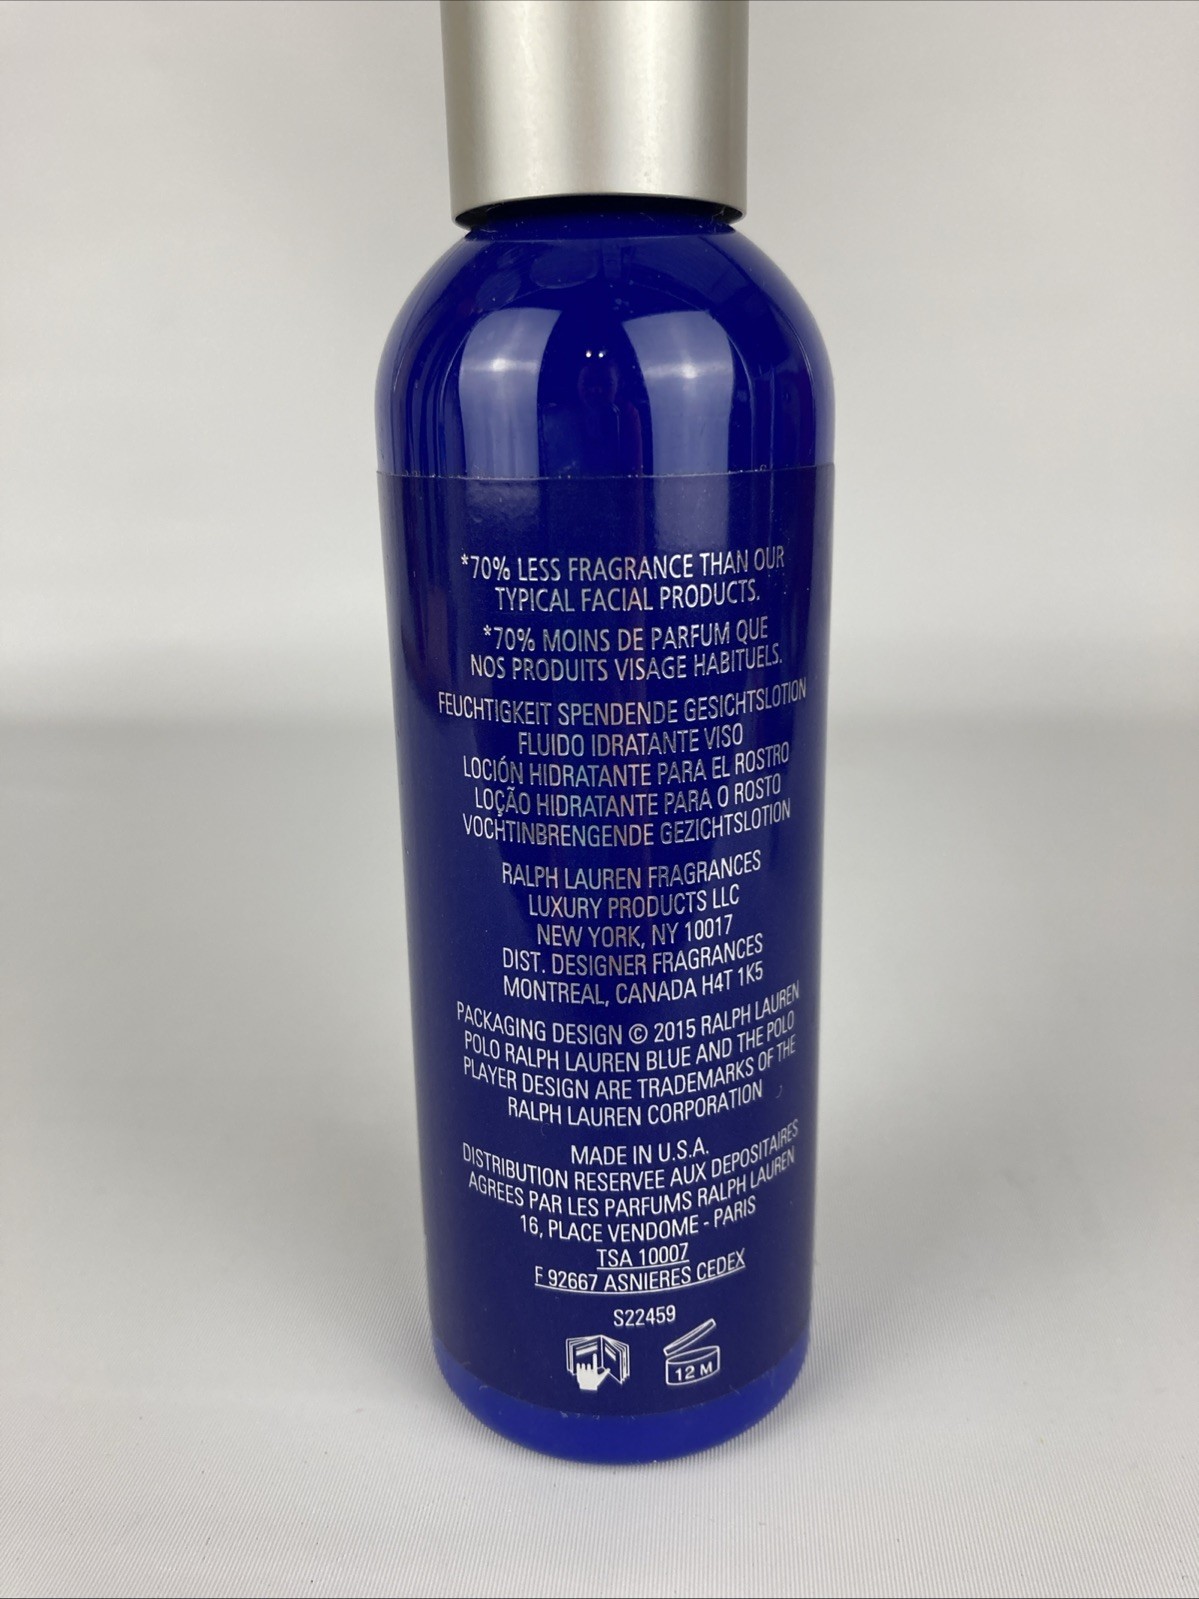 *70% LESS FRAGRANCE THAN OUR
TYPICAL FACIAL PRODUCTS.
*70% MOINS DE PARFUM QUE
NOS PRODUITS VISAGE HABITUELS.
FEUCHTIGKEIT SPENDENDE GESICHTSLOTION
FLUIDO IDRATANTE VISO
LOCIÓN HIDRATANTE PARA EL ROSTRO
LOÇÃO HIDRATANTE PARA O ROSTO
VOCHTINBRENGENDE GEZICHTSLOTION
RALPH LAUREN FRAGRANCES
LUXURY PRODUCTS LLC
NEW YORK, NY 10017
DIST. DESIGNER FRAGRANCES
MONTREAL, CANADA H4T 1K5
PACKAGING DESIGN © 2015 RALPH LAUREN
POLO RALPH LAUREN BLUE AND THE POLO
PLAYER DESIGN ARE TRADEMARKS OF THE
RALPH LAUREN CORPORATION
MADE IN U.S.A.
DISTRIBUTION RESERVEE AUX DEPOSITAIRES
AGREES PAR LES PARFUMS RALPH LAUREN
16, PLACE VENDOME - PARIS
TSA 10007
F 92667 ASNIERES CEDEX
S22459
12 M